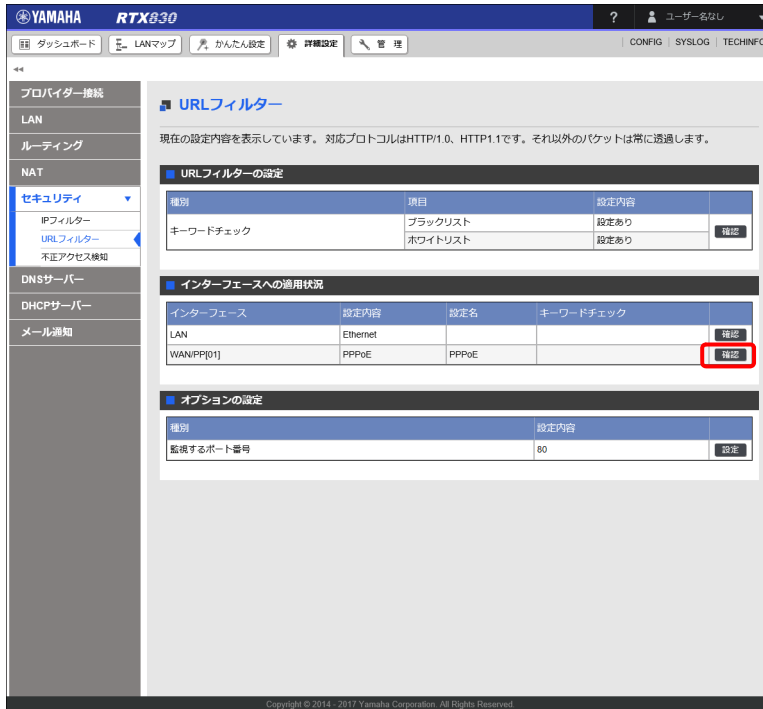 YAMAHA RTX830 ? ユーザー名なし
ダッシュボード LANマップ かんたん設定 詳細設定 管理 CONFIG SYSLOG TECHINFO
プロバイダー接続
LAN
ルーティング
NAT
セキュリティ
IPフィルター
URLフィルター
不正アクセス検知
DNSサーバー
DHCPサーバー
メール通知
URLフィルター
現在の設定内容を表示しています。 対応プロトコルはHTTP/1.0、HTTP1.1です。それ以外のパケットは常に透過します。
URLフィルターの設定
種別 項目 設定内容
キーワードチェック ブラックリスト 設定あり 確認
ホワイトリスト 設定あり
インターフェースへの適用状況
インターフェース 設定内容 設定名 キーワードチェック
LAN Ethernet 確認
WAN/PP[01] PPPoE PPPoE 確認
オプションの設定
種別 設定内容
監視するポート番号 80 設定
Copyright © 2014 - 2017 Yamaha Corporation. All Rights Reserved.